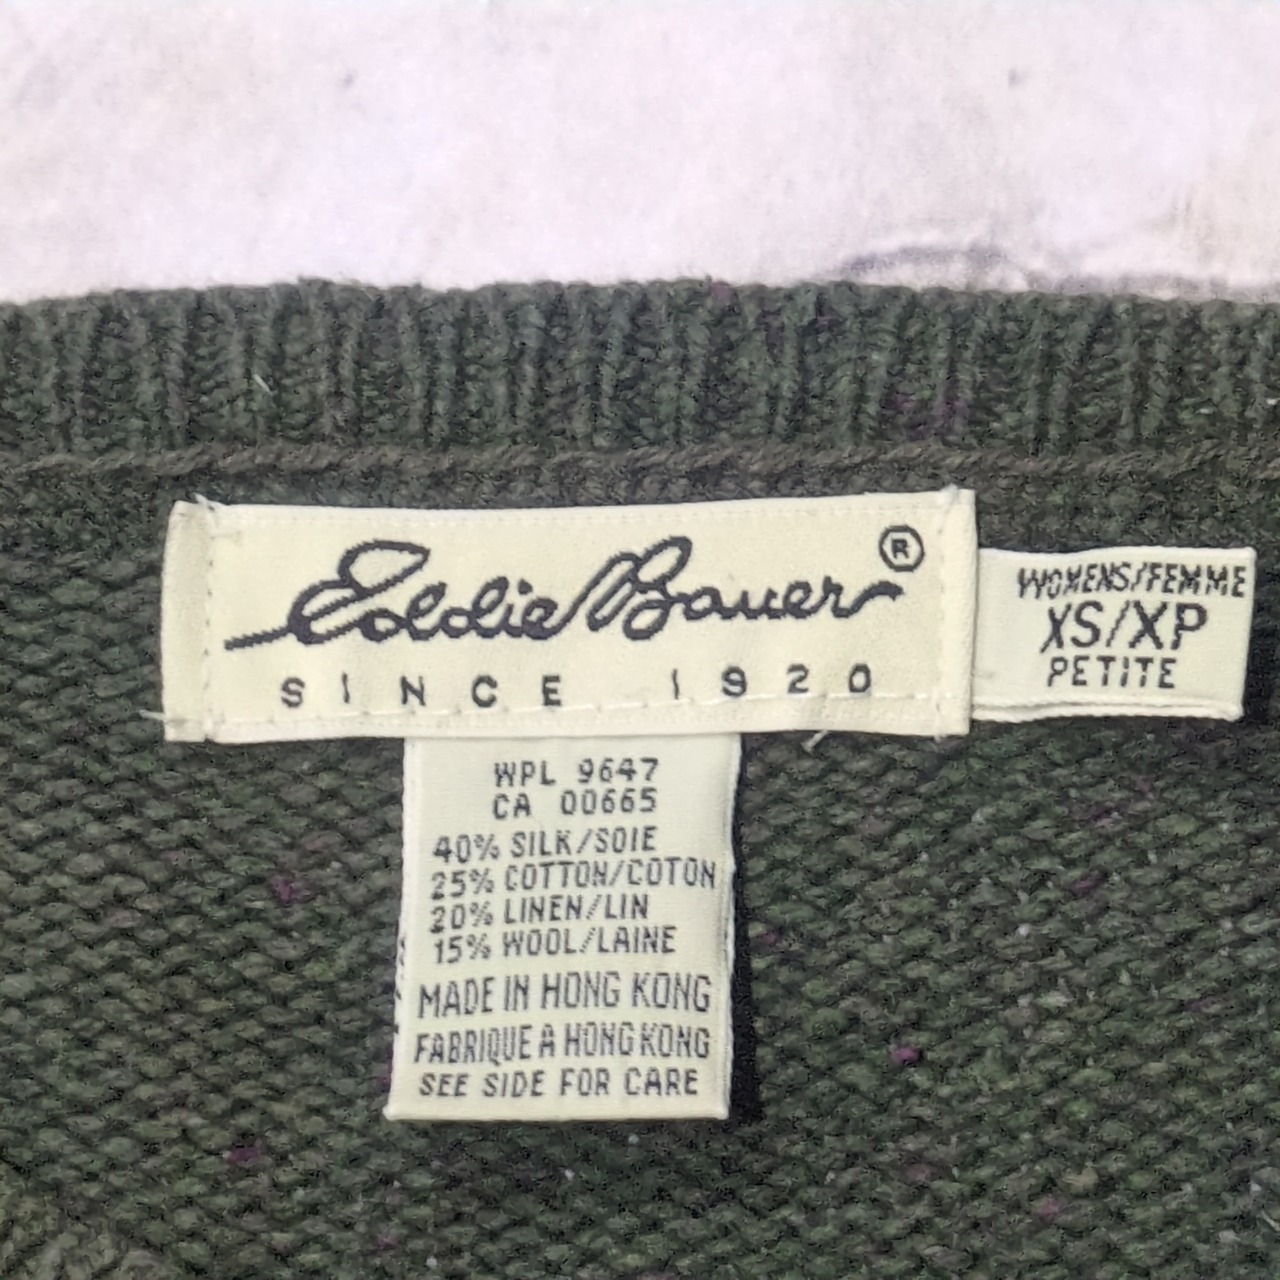 Eddie Bauer®
SINCE 1920
WOMENS/FEMME
XS/XP
PETITE
WPL 9647
CA 00665
40% SILK/SOIE
25% COTTON/COTON
20% LINEN/LIN
15% WOOL/LAINE
MADE IN HONG KONG
FABRIQUE A HONG KONG
SEE SIDE FOR CARE